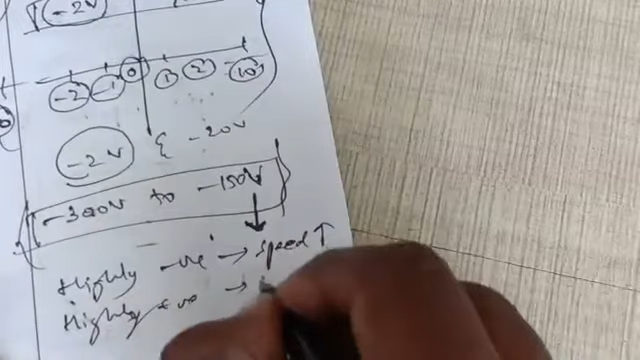 -2V
-2 -1 0 1 2 10
-2V & -20V
-300V to -150V
Highly -ve → speed ↑
Highly +ve →